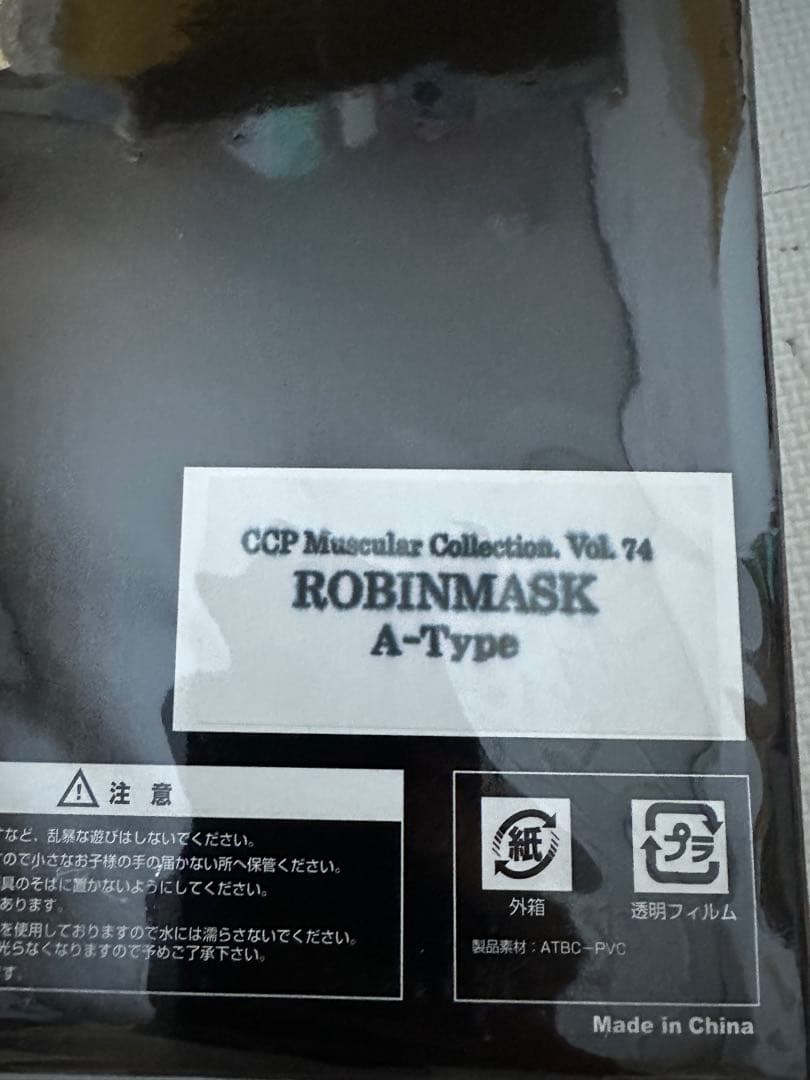 CCP Muscular Collection. Vol. 74
ROBINMASK
A-Type
注意
など、乱暴な遊びはしないでください。
ので小さなお子様の手の届かない所へ保管ください。
具のそばに置かないようにしてください。
あります。
を使用しておりますので水には濡らさないでください。
光らなくなりますので予めご了承下さい。
です。
紙
プラ
外箱
透明フィルム
製品素材：ATBC－PVC
Made in China